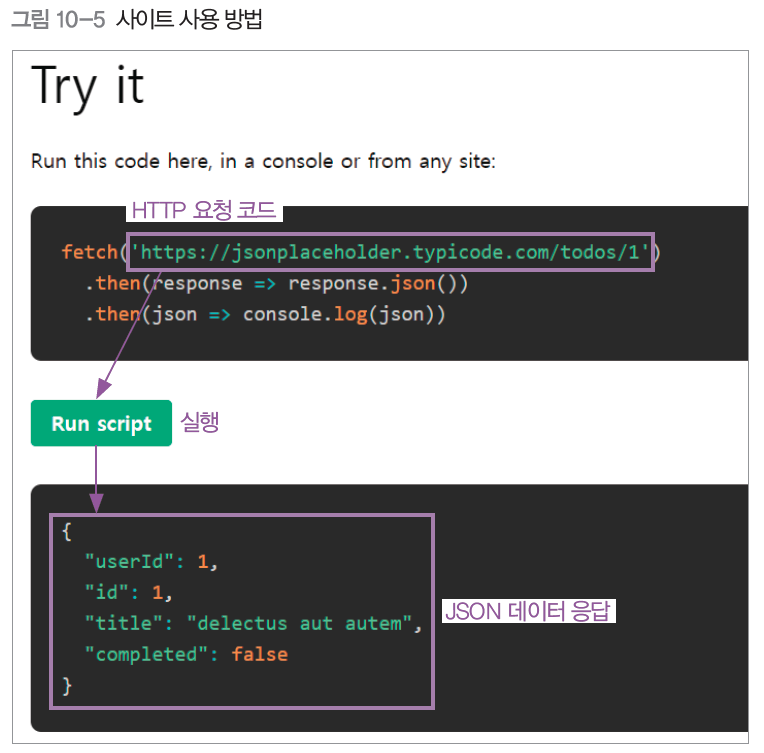 그림 10-5 사이트 사용 방법
Try it
Run this code here, in a console or from any site:
HTTP 요청 코드
fetch('https://jsonplaceholder.typicode.com/todos/1')
.then(response => response.json())
.then(json => console.log(json))
Run script 실행
{
"userId": 1,
"id": 1,
"title": "delectus aut autem",
JSON 데이터 응답
"completed": false
}